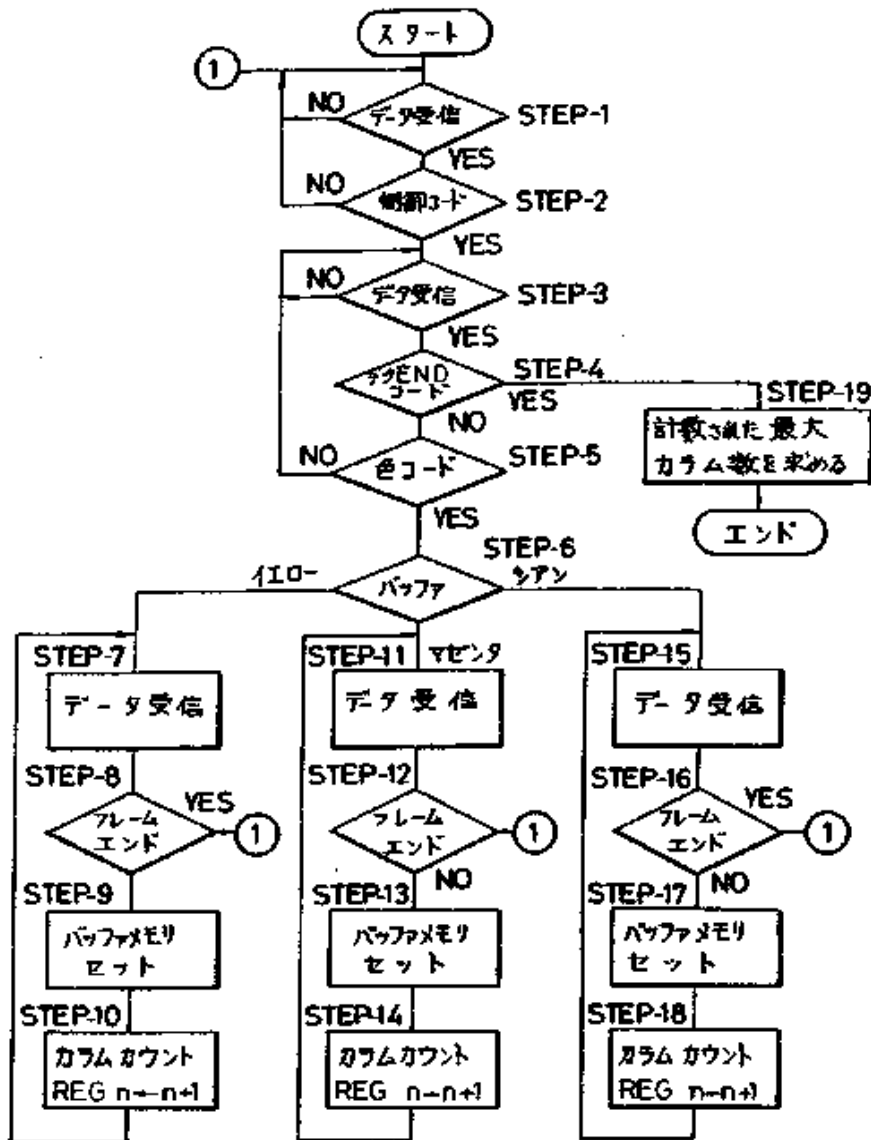 スタート
1
NO
データ受信
STEP-1
YES
NO
制御コード
STEP-2
YES
NO
データ受信
STEP-3
YES
データEND
コード
STEP-4
YES
STEP-19
NO
計数された最大
カラム数を求める
NO
色コード
STEP-5
エンド
YES
STEP-6
イエロー
バッファ
シアン
STEP-7
STEP-11
マゼンタ
STEP-15
データ受信
データ受信
データ受信
STEP-8
STEP-12
STEP-16
YES
YES
フレーム
エンド
1
フレーム
エンド
1
フレーム
エンド
1
NO
NO
STEP-9
STEP-13
STEP-17
バッファメモリ
セット
バッファメモリ
セット
バッファメモリ
セット
STEP-10
STEP-14
STEP-18
カラムカウント
REG n←n+1
カラムカウント
REG n←n+1
カラムカウント
REG n←n+1